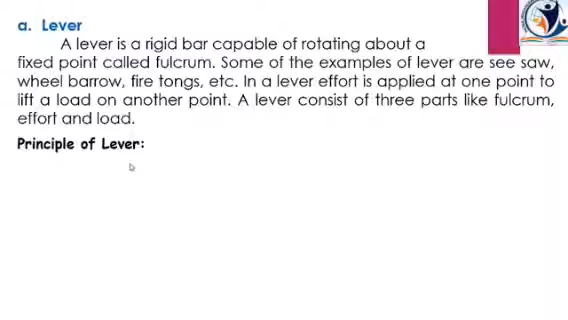 a. Lever
A lever is a rigid bar capable of rotating about a
fixed point called fulcrum. Some of the examples of lever are see saw,
wheel barrow, fire tongs, etc. In a lever effort is applied at one point to
lift a load on another point. A lever consist of three parts like fulcrum,
effort and load.
Principle of Lever: